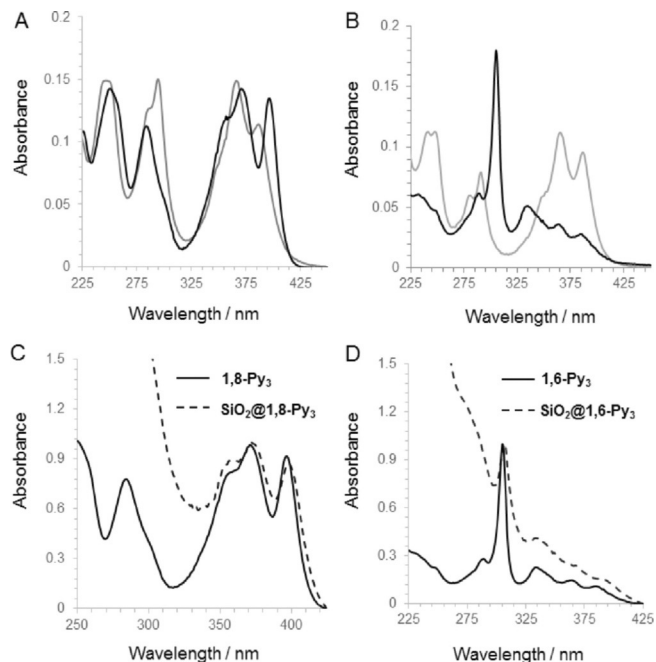 A
0.2
0.15
0.1
0.05
0
Absorbance
225 275 325 375 425
Wavelength / nm
B
0.2
0.15
0.1
0.05
0
Absorbance
225 275 325 375 425
Wavelength / nm
C
1.5
1.2
0.9
0.6
0.3
0
Absorbance
1,8-Py₃
SiO₂@1,8-Py₃
250 300 350 400
Wavelength / nm
D
1.5
1.2
0.9
0.6
0.3
0
Absorbance
1,6-Py₃
SiO₂@1,6-Py₃
225 275 325 375 425
Wavelength / nm